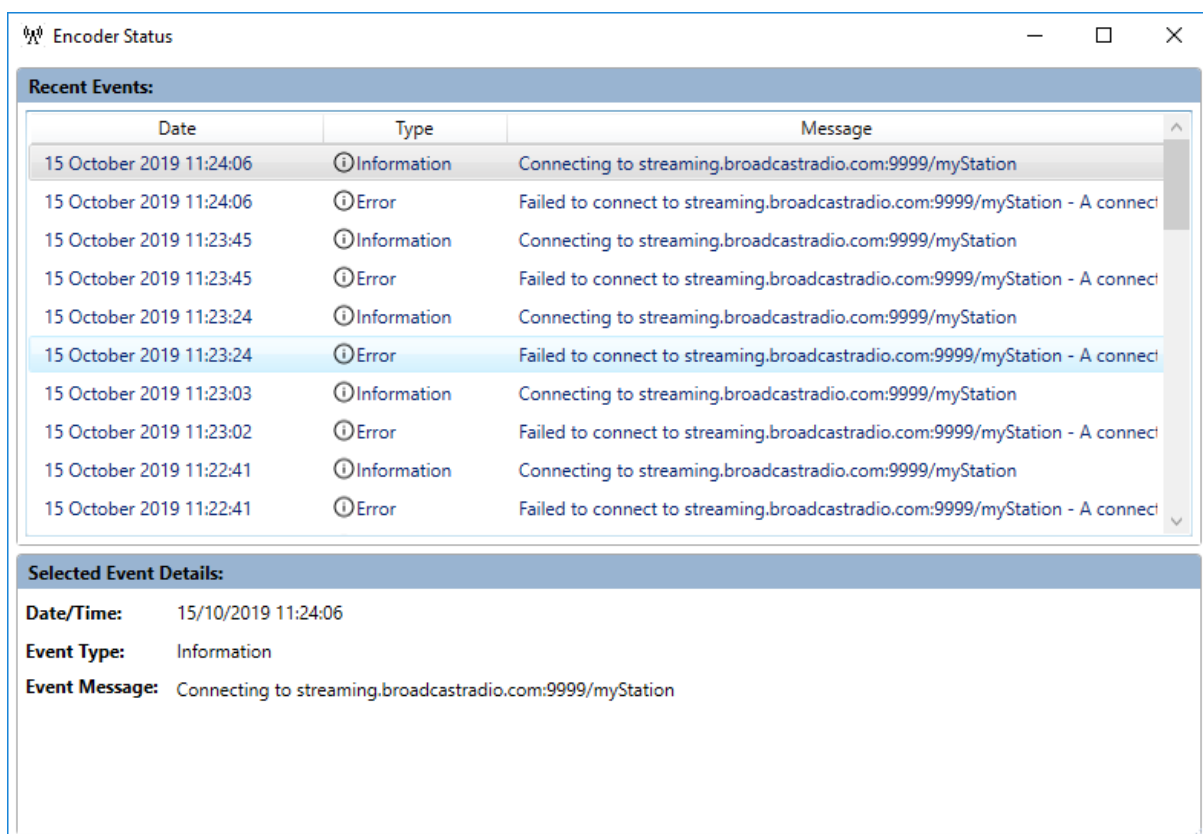 Encoder Status
Recent Events:
Date Type Message
15 October 2019 11:24:06 Information Connecting to streaming.broadcastradio.com:9999/myStation
15 October 2019 11:24:06 Error Failed to connect to streaming.broadcastradio.com:9999/myStation - A connect
15 October 2019 11:23:45 Information Connecting to streaming.broadcastradio.com:9999/myStation
15 October 2019 11:23:45 Error Failed to connect to streaming.broadcastradio.com:9999/myStation - A connect
15 October 2019 11:23:24 Information Connecting to streaming.broadcastradio.com:9999/myStation
15 October 2019 11:23:24 Error Failed to connect to streaming.broadcastradio.com:9999/myStation - A connect
15 October 2019 11:23:03 Information Connecting to streaming.broadcastradio.com:9999/myStation
15 October 2019 11:23:02 Error Failed to connect to streaming.broadcastradio.com:9999/myStation - A connect
15 October 2019 11:22:41 Information Connecting to streaming.broadcastradio.com:9999/myStation
15 October 2019 11:22:41 Error Failed to connect to streaming.broadcastradio.com:9999/myStation - A connect
Selected Event Details:
Date/Time: 15/10/2019 11:24:06
Event Type: Information
Event Message: Connecting to streaming.broadcastradio.com:9999/myStation